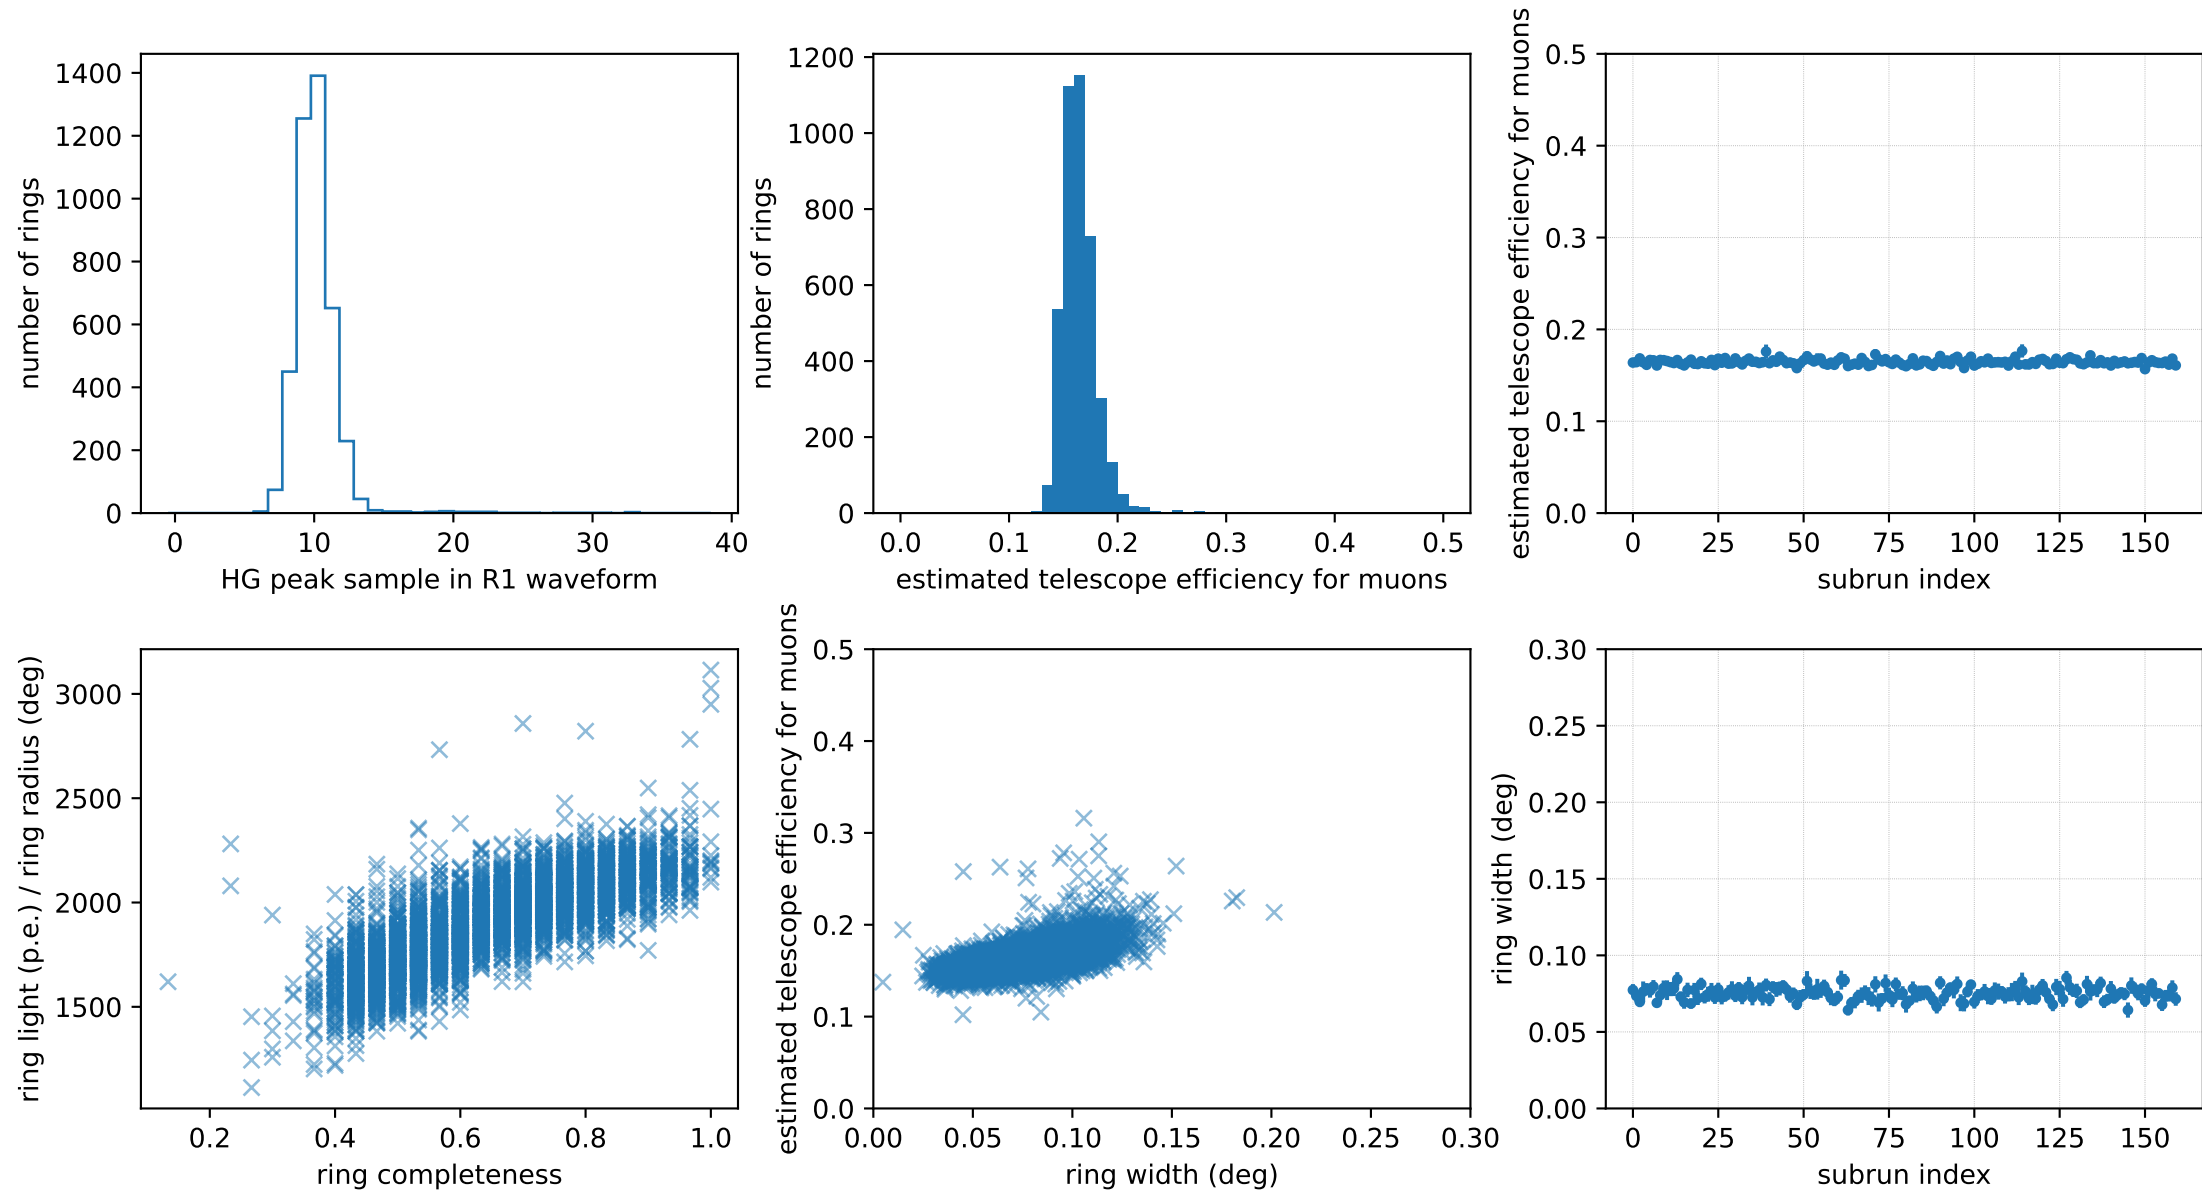 number of rings
1400
1200
1000
800
600
400
200
0
0 10 20 30 40
HG peak sample in R1 waveform
number of rings
1200
1000
800
600
400
200
0
0.0 0.1 0.2 0.3 0.4 0.5
estimated telescope efficiency for muons
estimated telescope efficiency for muons
0.5
0.4
0.3
0.2
0.1
0.0
0 25 50 75 100 125 150
subrun index
ring light (p.e.) / ring radius (deg)
3000
2500
2000
1500
0.2 0.4 0.6 0.8 1.0
ring completeness
estimated telescope efficiency for muons
0.5
0.4
0.3
0.2
0.1
0.0
0.00 0.05 0.10 0.15 0.20 0.25 0.30
ring width (deg)
ring width (deg)
0.30
0.25
0.20
0.15
0.10
0.05
0.00
0 25 50 75 100 125 150
subrun index